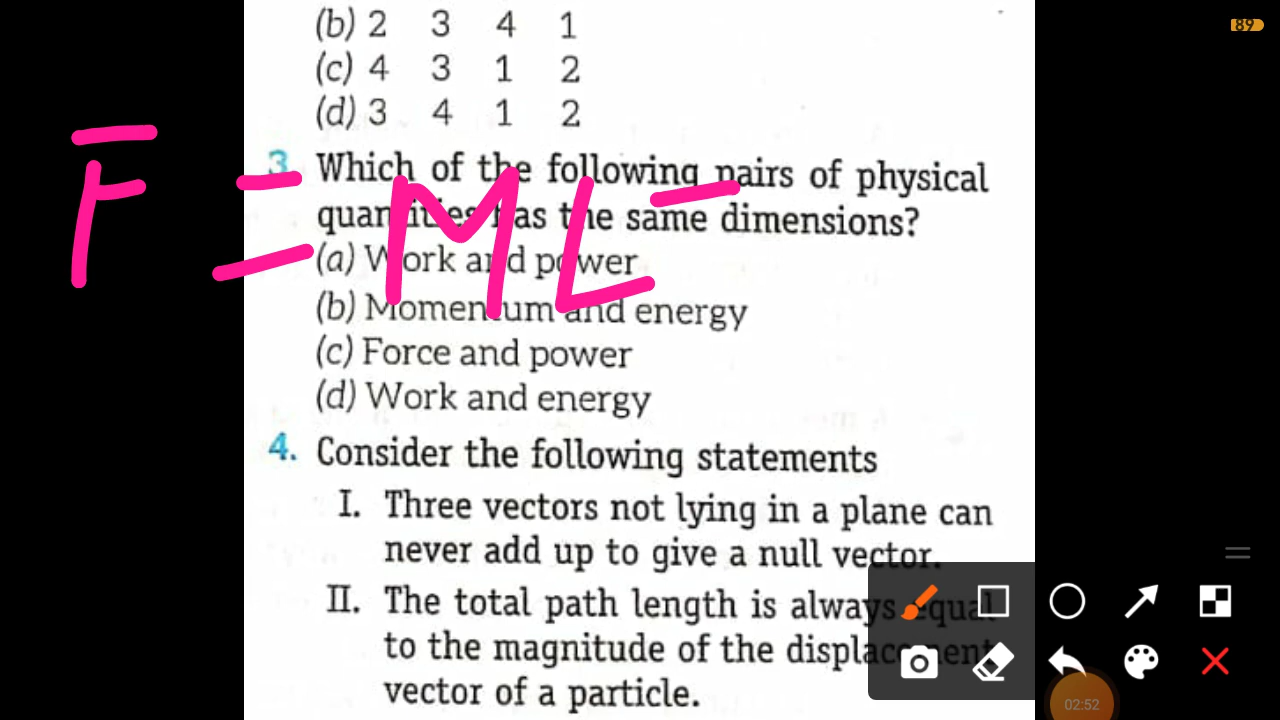 (b) 2 3 4 1
89
(c) 4 3 1 2
(d) 3 4 1 2
3. Which of the following pairs of physical
quantities has the same dimensions?
F = ML
(a) Work and power
(b) Momentum and energy
(c) Force and power
(d) Work and energy
4. Consider the following statements
I. Three vectors not lying in a plane can
never add up to give a null vector.
II. The total path length is always equal
to the magnitude of the displacement
vector of a particle.
02:52